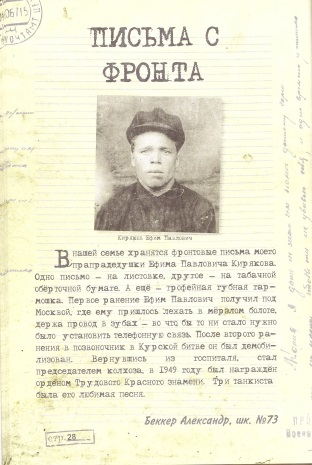 ПИСЬМА С
ФРОНТА
Киряков Ефим Павлович
В нашей семье хранятся фронтовые письма моего
прапрадедушки Ефима Павловича Кирякова.
Одно письмо – на листовке, другое – на табачной
обёрточной бумаге. А ещё – трофейная губная гар-
мошка. Первое ранение Ефим Павлович получил под
Москвой, где ему пришлось лежать в мёрзлом болоте,
держа провод в зубах – во что бы то ни стало нужно
было установить телефонную связь. После второго ра-
нения в позвоночник в Курской битве он был демоби-
лизован. Вернувшись из госпиталя, стал
председателем колхоза, в 1949 году был награждён
орденом Трудового Красного знамени. Три танкиста
была его любимая песня.
Беккер Александр, шк. №73
стр. 28